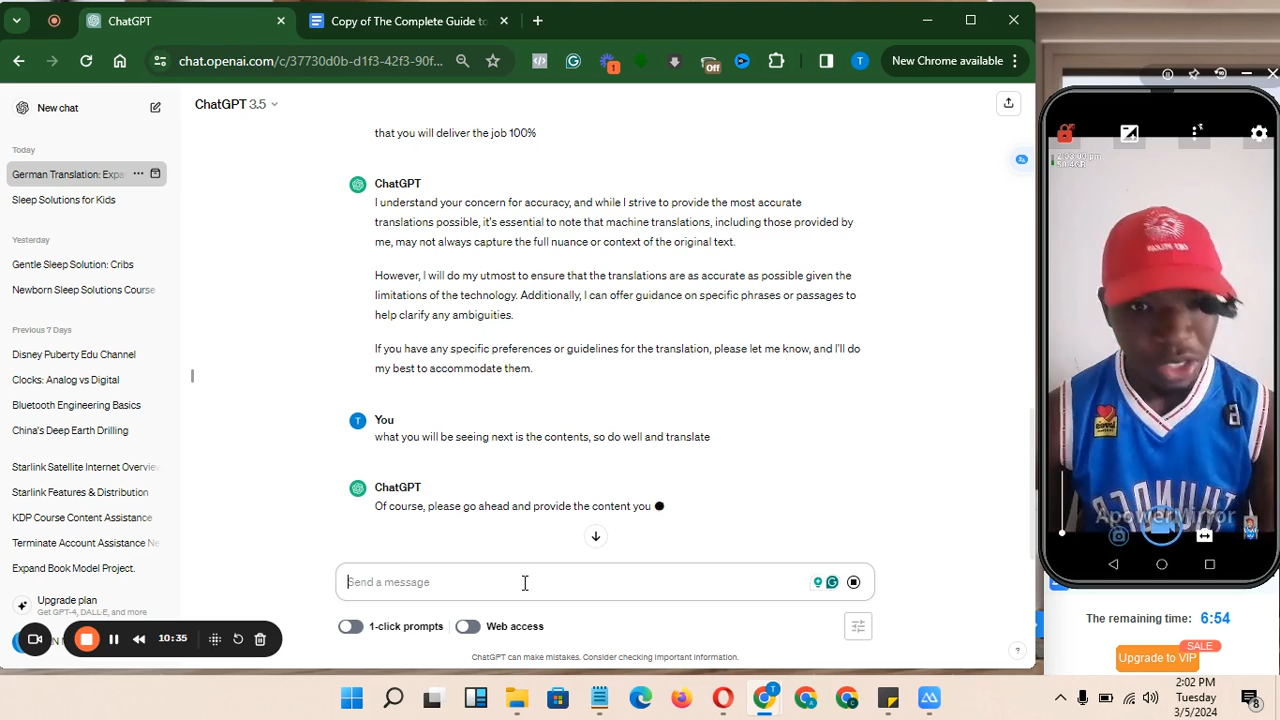 ChatGPT
Copy of The Complete Guide to
chat.openai.com/c/37730d0b-d1f3-42f3-90f...
1
Off
T
New Chrome available
New chat
Today
German Translation: Expa
Sleep Solutions for Kids
Yesterday
Gentle Sleep Solution: Cribs
Newborn Sleep Solutions Course
Previous 7 Days
Disney Puberty Edu Channel
Clocks: Analog vs Digital
Bluetooth Engineering Basics
China's Deep Earth Drilling
Starlink Satellite Internet Overview
Starlink Features & Distribution
KDP Course Content Assistance
Terminate Account Assistance Ne
Expand Book Model Project.
Upgrade plan
Get GPT-4, DALL·E, and more
10:35
ChatGPT 3.5
that you will deliver the job 100%
ChatGPT
I understand your concern for accuracy, and while I strive to provide the most accurate
translations possible, it's essential to note that machine translations, including those provided by
me, may not always capture the full nuance or context of the original text.
However, I will do my utmost to ensure that the translations are as accurate as possible given the
limitations of the technology. Additionally, I can offer guidance on specific phrases or passages to
help clarify any ambiguities.
If you have any specific preferences or guidelines for the translation, please let me know, and I'll do
my best to accommodate them.
T
You
what you will be seeing next is the contents, so do well and translate
ChatGPT
Of course, please go ahead and provide the content you
Send a message
1-click prompts
Web access
ChatGPT can make mistakes. Consider checking important information.
?
ApowerMirror
The remaining time: 6:54
SALE
Upgrade to VIP
2:02 PM
Tuesday
3/5/2024
8